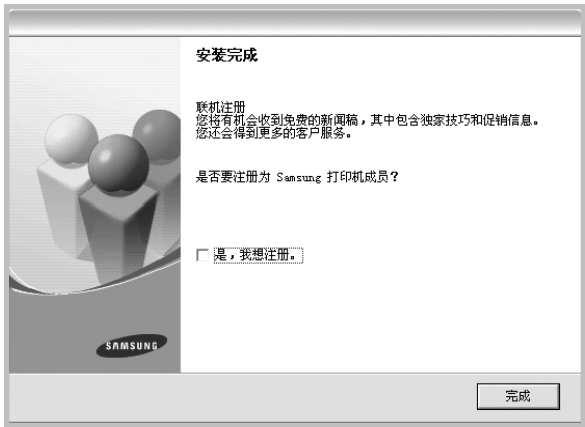 安装完成
联机注册
您将有机会收到免费的新闻稿，其中包含独家技巧和促销信息。
您还会得到更多的客户服务。
是否要注册为 Samsung 打印机成员？
是，我想注册。
SAMSUNG
完成